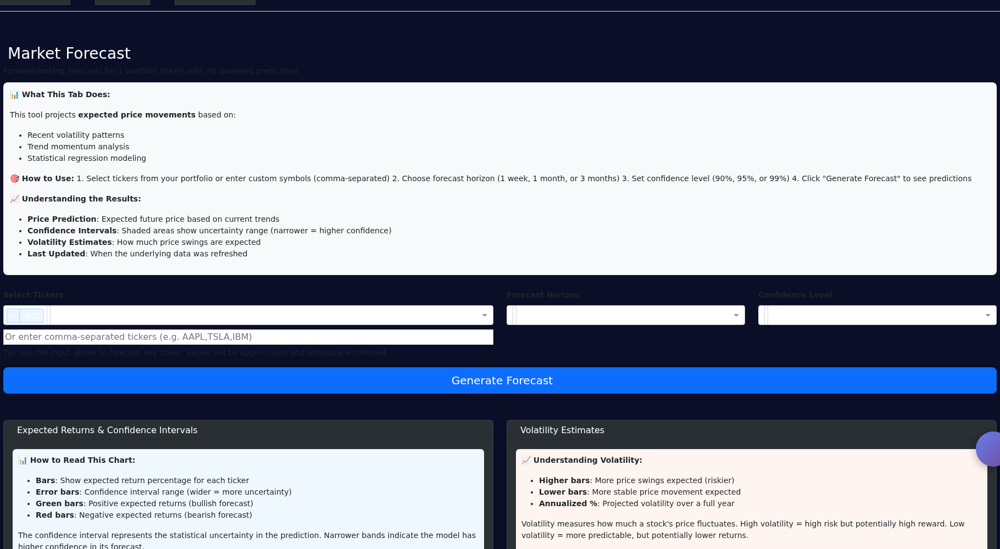 Market Forecast
Forward-looking forecasts for 1 portfolio tickers with ML-powered predictions
📊 What This Tab Does:
This tool projects expected price movements based on:
• Recent volatility patterns
• Trend momentum analysis
• Statistical regression modeling
🎯 How to Use: 1. Select tickers from your portfolio or enter custom symbols (comma-separated) 2. Choose forecast horizon (1 week, 1 month, or 3 months) 3. Set confidence level (90%, 95%, or 99%) 4. Click "Generate Forecast" to see predictions
📈 Understanding the Results:
• Price Prediction: Expected future price based on current trends
• Confidence Intervals: Shaded areas show uncertainty range (narrower = higher confidence)
• Volatility Estimates: How much price swings are expected
• Last Updated: When the underlying data was refreshed
Select Tickers
Forecast Horizon
Confidence Level
× INTC
Or enter comma-separated tickers (e.g. AAPL,TSLA,IBM)
Tip: use the input above to forecast any ticker. Values will be upper-cased and whitespace-trimmed.
Generate Forecast
Expected Returns & Confidence Intervals
📊 How to Read This Chart:
• Bars: Show expected return percentage for each ticker
• Error bars: Confidence interval range (wider = more uncertainty)
• Green bars: Positive expected returns (bullish forecast)
• Red bars: Negative expected returns (bearish forecast)
The confidence interval represents the statistical uncertainty in the prediction. Narrower bands indicate the model has
higher confidence in its forecast.
Volatility Estimates
📈 Understanding Volatility:
• Higher bars: More price swings expected (riskier)
• Lower bars: More stable price movement expected
• Annualized %: Projected volatility over a full year
Volatility measures how much a stock's price fluctuates. High volatility = high risk but potentially high reward. Low
volatility = more predictable, but potentially lower returns.